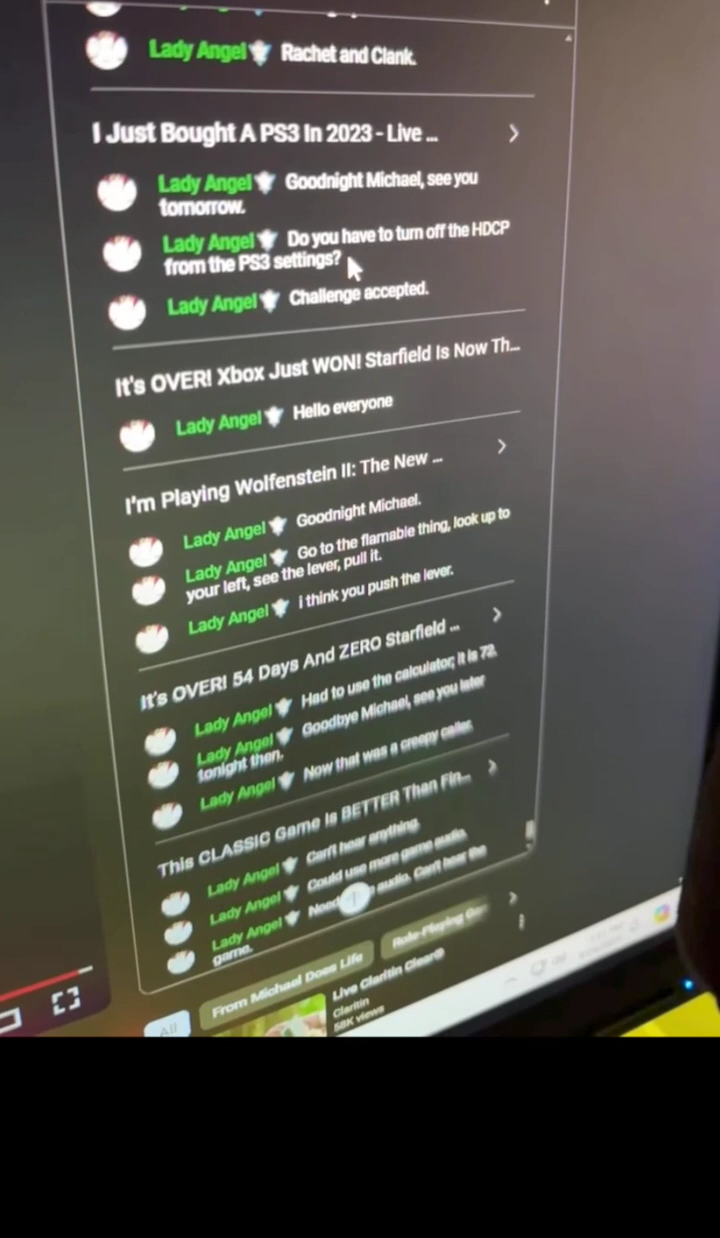 Lady Angel Rachet and Clank.
I Just Bought A PS3 In 2023 - Live ...
Lady Angel Goodnight Michael, see you
tomorrow.
Lady Angel Do you have to turn off the HDCP
from the PS3 settings?
Lady Angel Challenge accepted.
It's OVER! Xbox Just WON! Starfield Is Now Th...
Lady Angel Hello everyone
I'm Playing Wolfenstein II: The New ...
Lady Angel Goodnight Michael.
Lady Angel Go to the flamable thing, look up to
your left, see the lever, pull it.
Lady Angel i think you push the lever.
It's OVER! 54 Days And ZERO Starfield ...
Lady Angel Had to use the calculator, it is 72.
Lady Angel Goodbye Michael, see you later
tonight then.
Lady Angel Now that was a creepy caller.
This CLASSIC Game Is BETTER Than Fin...
Lady Angel Can't hear anything.
Lady Angel Could use more game audio.
Lady Angel audio. Can't hear the
game.
All From Michael Does Life Role-Playing
Live Claritin Clear®
Claritin
58K views